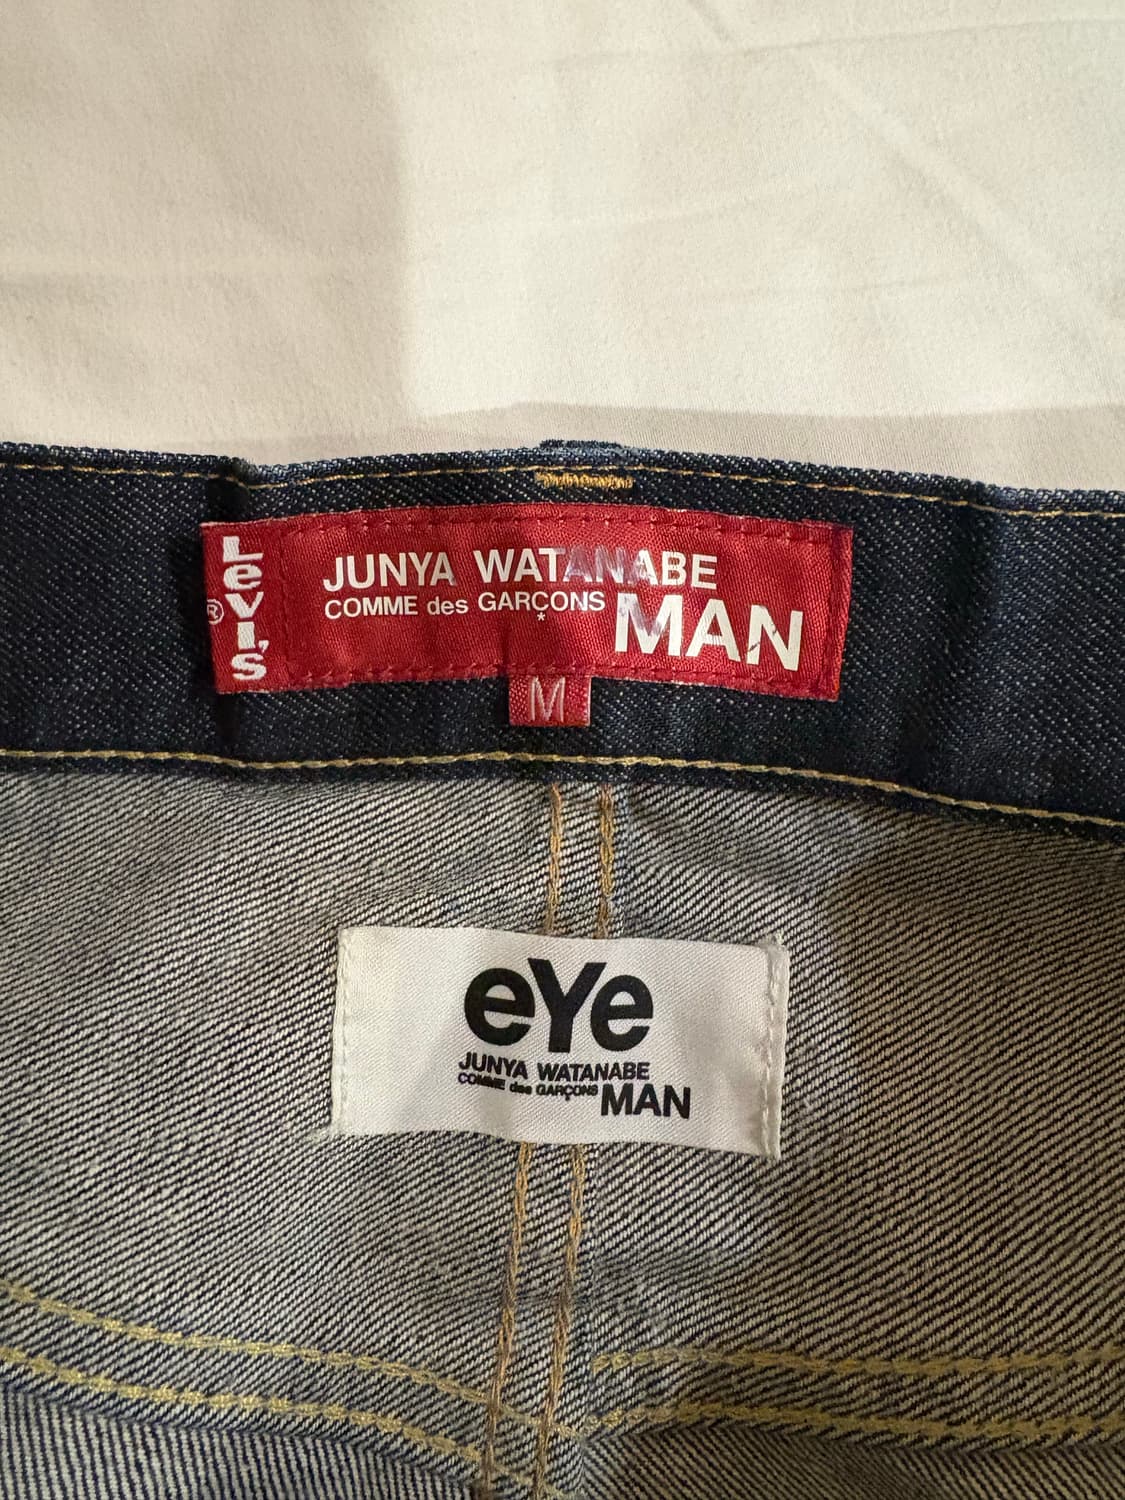 Levi's
®
JUNYA WATANABE
COMME des GARÇONS
*
MAN
M
eYe
JUNYA WATANABE
COMME des GARÇONS MAN